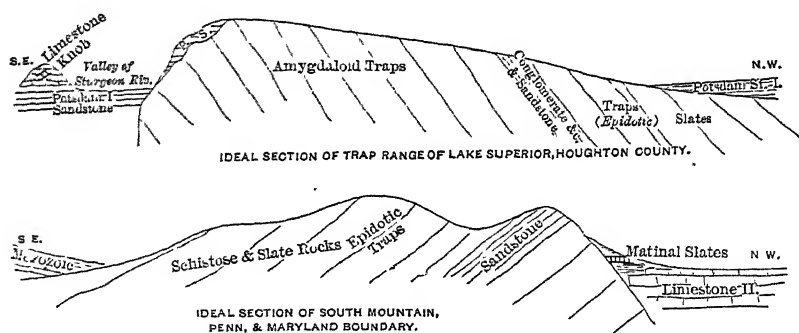 S.E.
Limestone
Knob
Valley of
Sturgeon Riv.
Potsdam I
Sandstone
P.S.
Amygdaloid Traps
Conglomerate &c
& Sandstone
Traps
(Epidotic)
Slates
N.W.
Potsdam St. I.
IDEAL SECTION OF TRAP RANGE OF LAKE SUPERIOR, HOUGHTON COUNTY.
S E.
Mesozoic
Schistose & Slate Rocks
Epidotic
Traps
Sandstone
Matinal Slates
N W.
Limestone II.
IDEAL SECTION OF SOUTH MOUNTAIN,
PENN, & MARYLAND BOUNDARY.